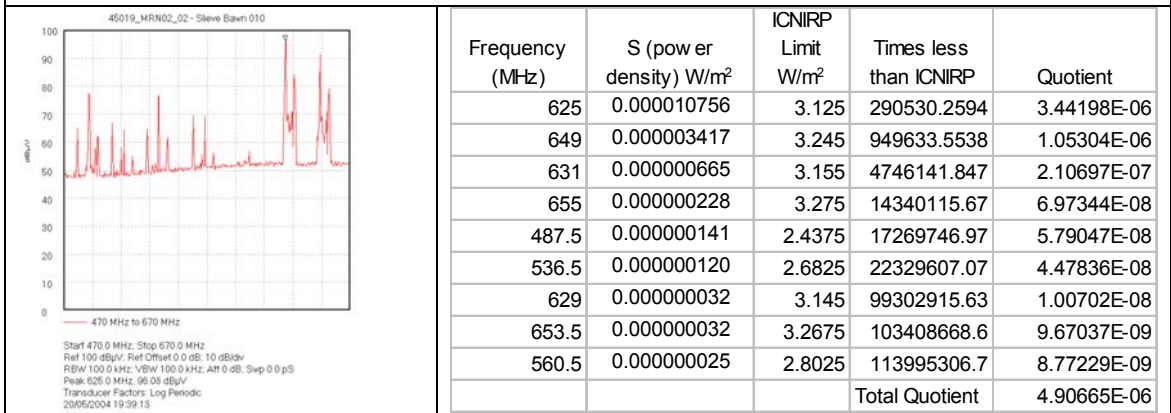 45019_MRN02_02 - Slieve Bawn 010
100
90
80
70
60
50
40
30
20
10
0
dBµV
1
470 MHz to 670 MHz
Start 470.0 MHz; Stop 670.0 MHz
Ref 100 dBµV; Ref Offset 0.0 dB; 10 dB/div
RBW 100.0 kHz; VBW 100.0 kHz; Att 0 dB; Swp 0.0 pS
Peak 625.0 MHz, 96.08 dBµV
Transducer Factors: Log Periodic
20/05/2004 19:39:13
Frequency (MHz) S (pow er density) W/m² ICNIRP Limit W/m² Times less than ICNIRP Quotient
625 0.000010756 3.125 290530.2594 3.44198E-06
649 0.000003417 3.245 949633.5538 1.05304E-06
631 0.000000665 3.155 4746141.847 2.10697E-07
655 0.000000228 3.275 14340115.67 6.97344E-08
487.5 0.000000141 2.4375 17269746.97 5.79047E-08
536.5 0.000000120 2.6825 22329607.07 4.47836E-08
629 0.000000032 3.145 99302915.63 1.00702E-08
653.5 0.000000032 3.2675 103408668.6 9.67037E-09
560.5 0.000000025 2.8025 113995306.7 8.77229E-09
Total Quotient 4.90665E-06